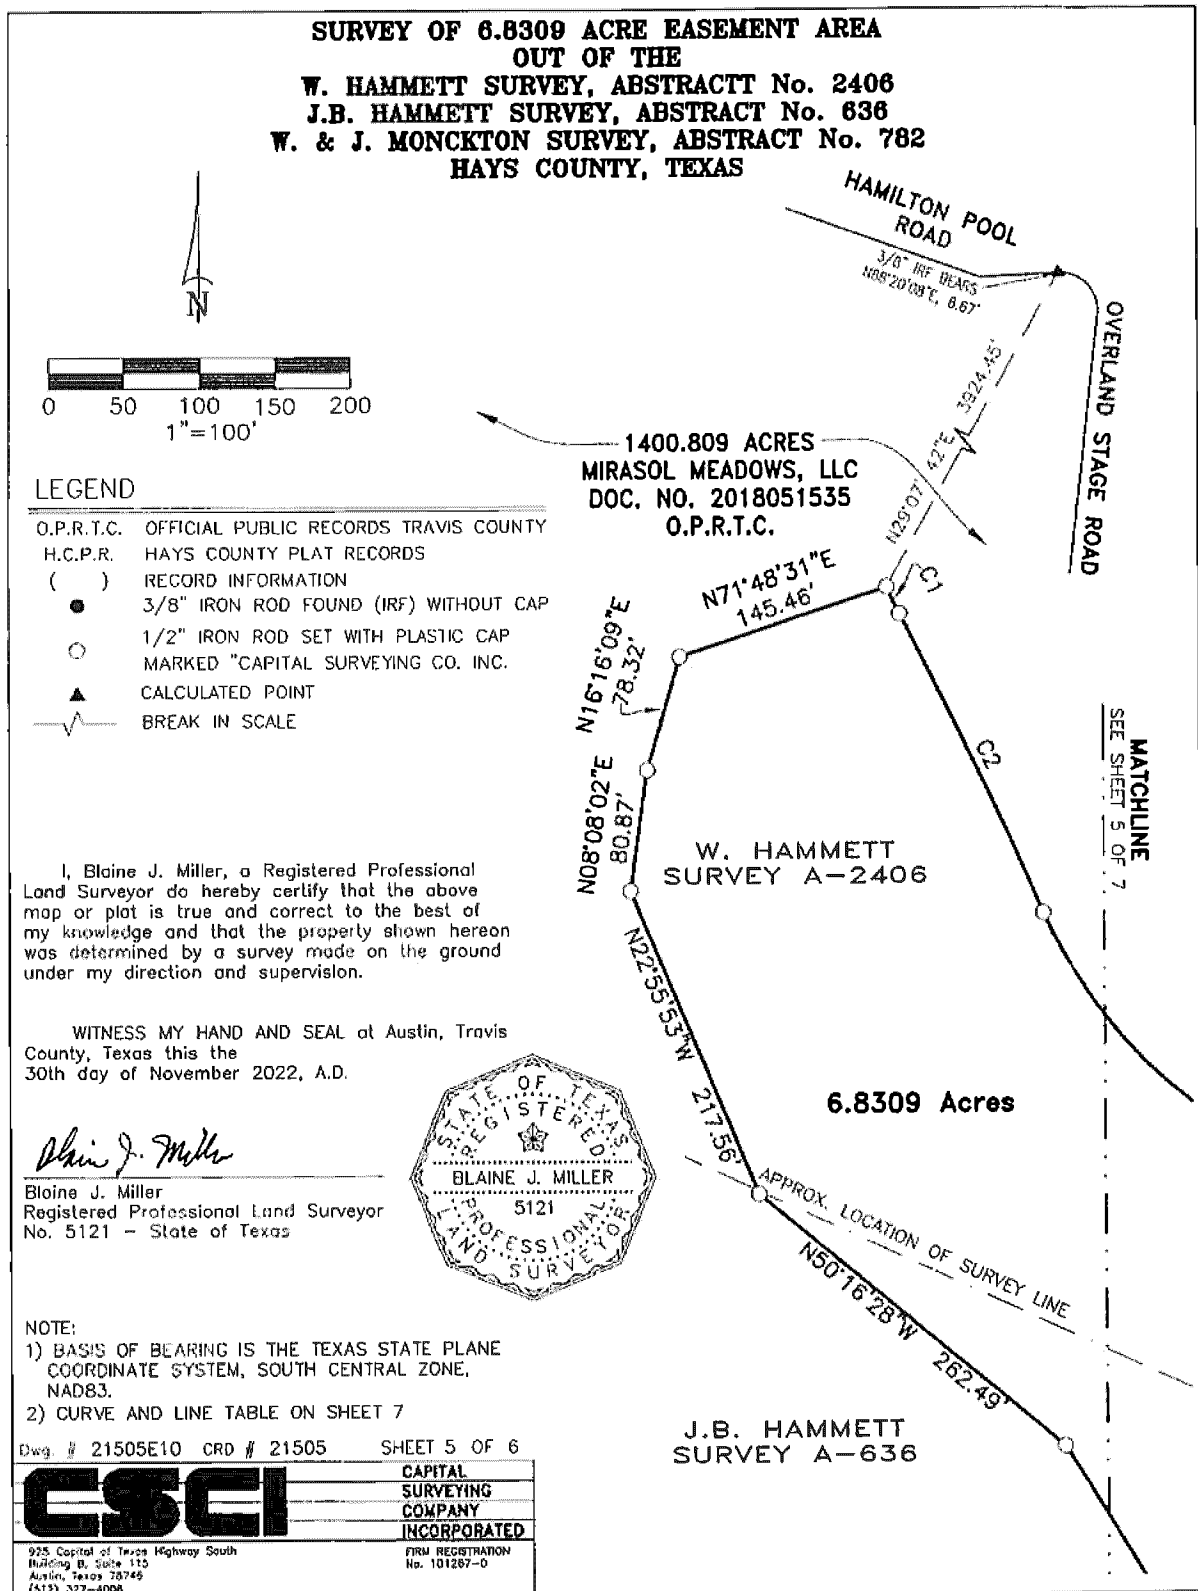 SURVEY OF 6.8309 ACRE EASEMENT AREA
OUT OF THE
W. HAMMETT SURVEY, ABSTRACTT No. 2406
J.B. HAMMETT SURVEY, ABSTRACT No. 636
W. & J. MONCKTON SURVEY, ABSTRACT No. 782
HAYS COUNTY, TEXAS
HAMILTON POOL
ROAD
3/8" IRF BEARS
N88°20'08"E, 6.67'
OVERLAND STAGE ROAD
N29°07'42"E 3924.45'
N
0 50 100 150 200
1"=100'
1400.809 ACRES
MIRASOL MEADOWS, LLC
DOC. NO. 2018051535
O.P.R.T.C.
LEGEND
O.P.R.T.C. OFFICIAL PUBLIC RECORDS TRAVIS COUNTY
H.C.P.R. HAYS COUNTY PLAT RECORDS
( ) RECORD INFORMATION
3/8" IRON ROD FOUND (IRF) WITHOUT CAP
1/2" IRON ROD SET WITH PLASTIC CAP
MARKED "CAPITAL SURVEYING CO. INC.
CALCULATED POINT
BREAK IN SCALE
N71°48'31"E
145.46'
C1
N16°16'09"E
78.32'
C2
N08°08'02"E
80.87'
MATCHLINE
SEE SHEET 5 OF 7
W. HAMMETT
SURVEY A-2406
N22°55'53"W 217.56'
6.8309 Acres
APPROX. LOCATION OF SURVEY LINE
N50°16'28"W 262.49'
J.B. HAMMETT
SURVEY A-636
I, Blaine J. Miller, a Registered Professional
Land Surveyor do hereby certify that the above
map or plat is true and correct to the best of
my knowledge and that the property shown hereon
was determined by a survey made on the ground
under my direction and supervision.
WITNESS MY HAND AND SEAL at Austin, Travis
County, Texas this the
30th day of November 2022, A.D.
Blaine J. Miller
Blaine J. Miller
Registered Professional Land Surveyor
No. 5121 - State of Texas
STATE OF TEXAS
REGISTERED
BLAINE J. MILLER
5121
PROFESSIONAL
LAND SURVEYOR
NOTE:
1) BASIS OF BEARING IS THE TEXAS STATE PLANE
COORDINATE SYSTEM, SOUTH CENTRAL ZONE,
NAD83.
2) CURVE AND LINE TABLE ON SHEET 7
Dwg. # 21505E10 CRD # 21505 SHEET 5 OF 6
CSCI
CAPITAL
SURVEYING
COMPANY
INCORPORATED
925 Capital of Texas Highway South
Building B, Suite 115
Austin, Texas 78746
(512) 327-4006
FIRM REGISTRATION
No. 101267-0